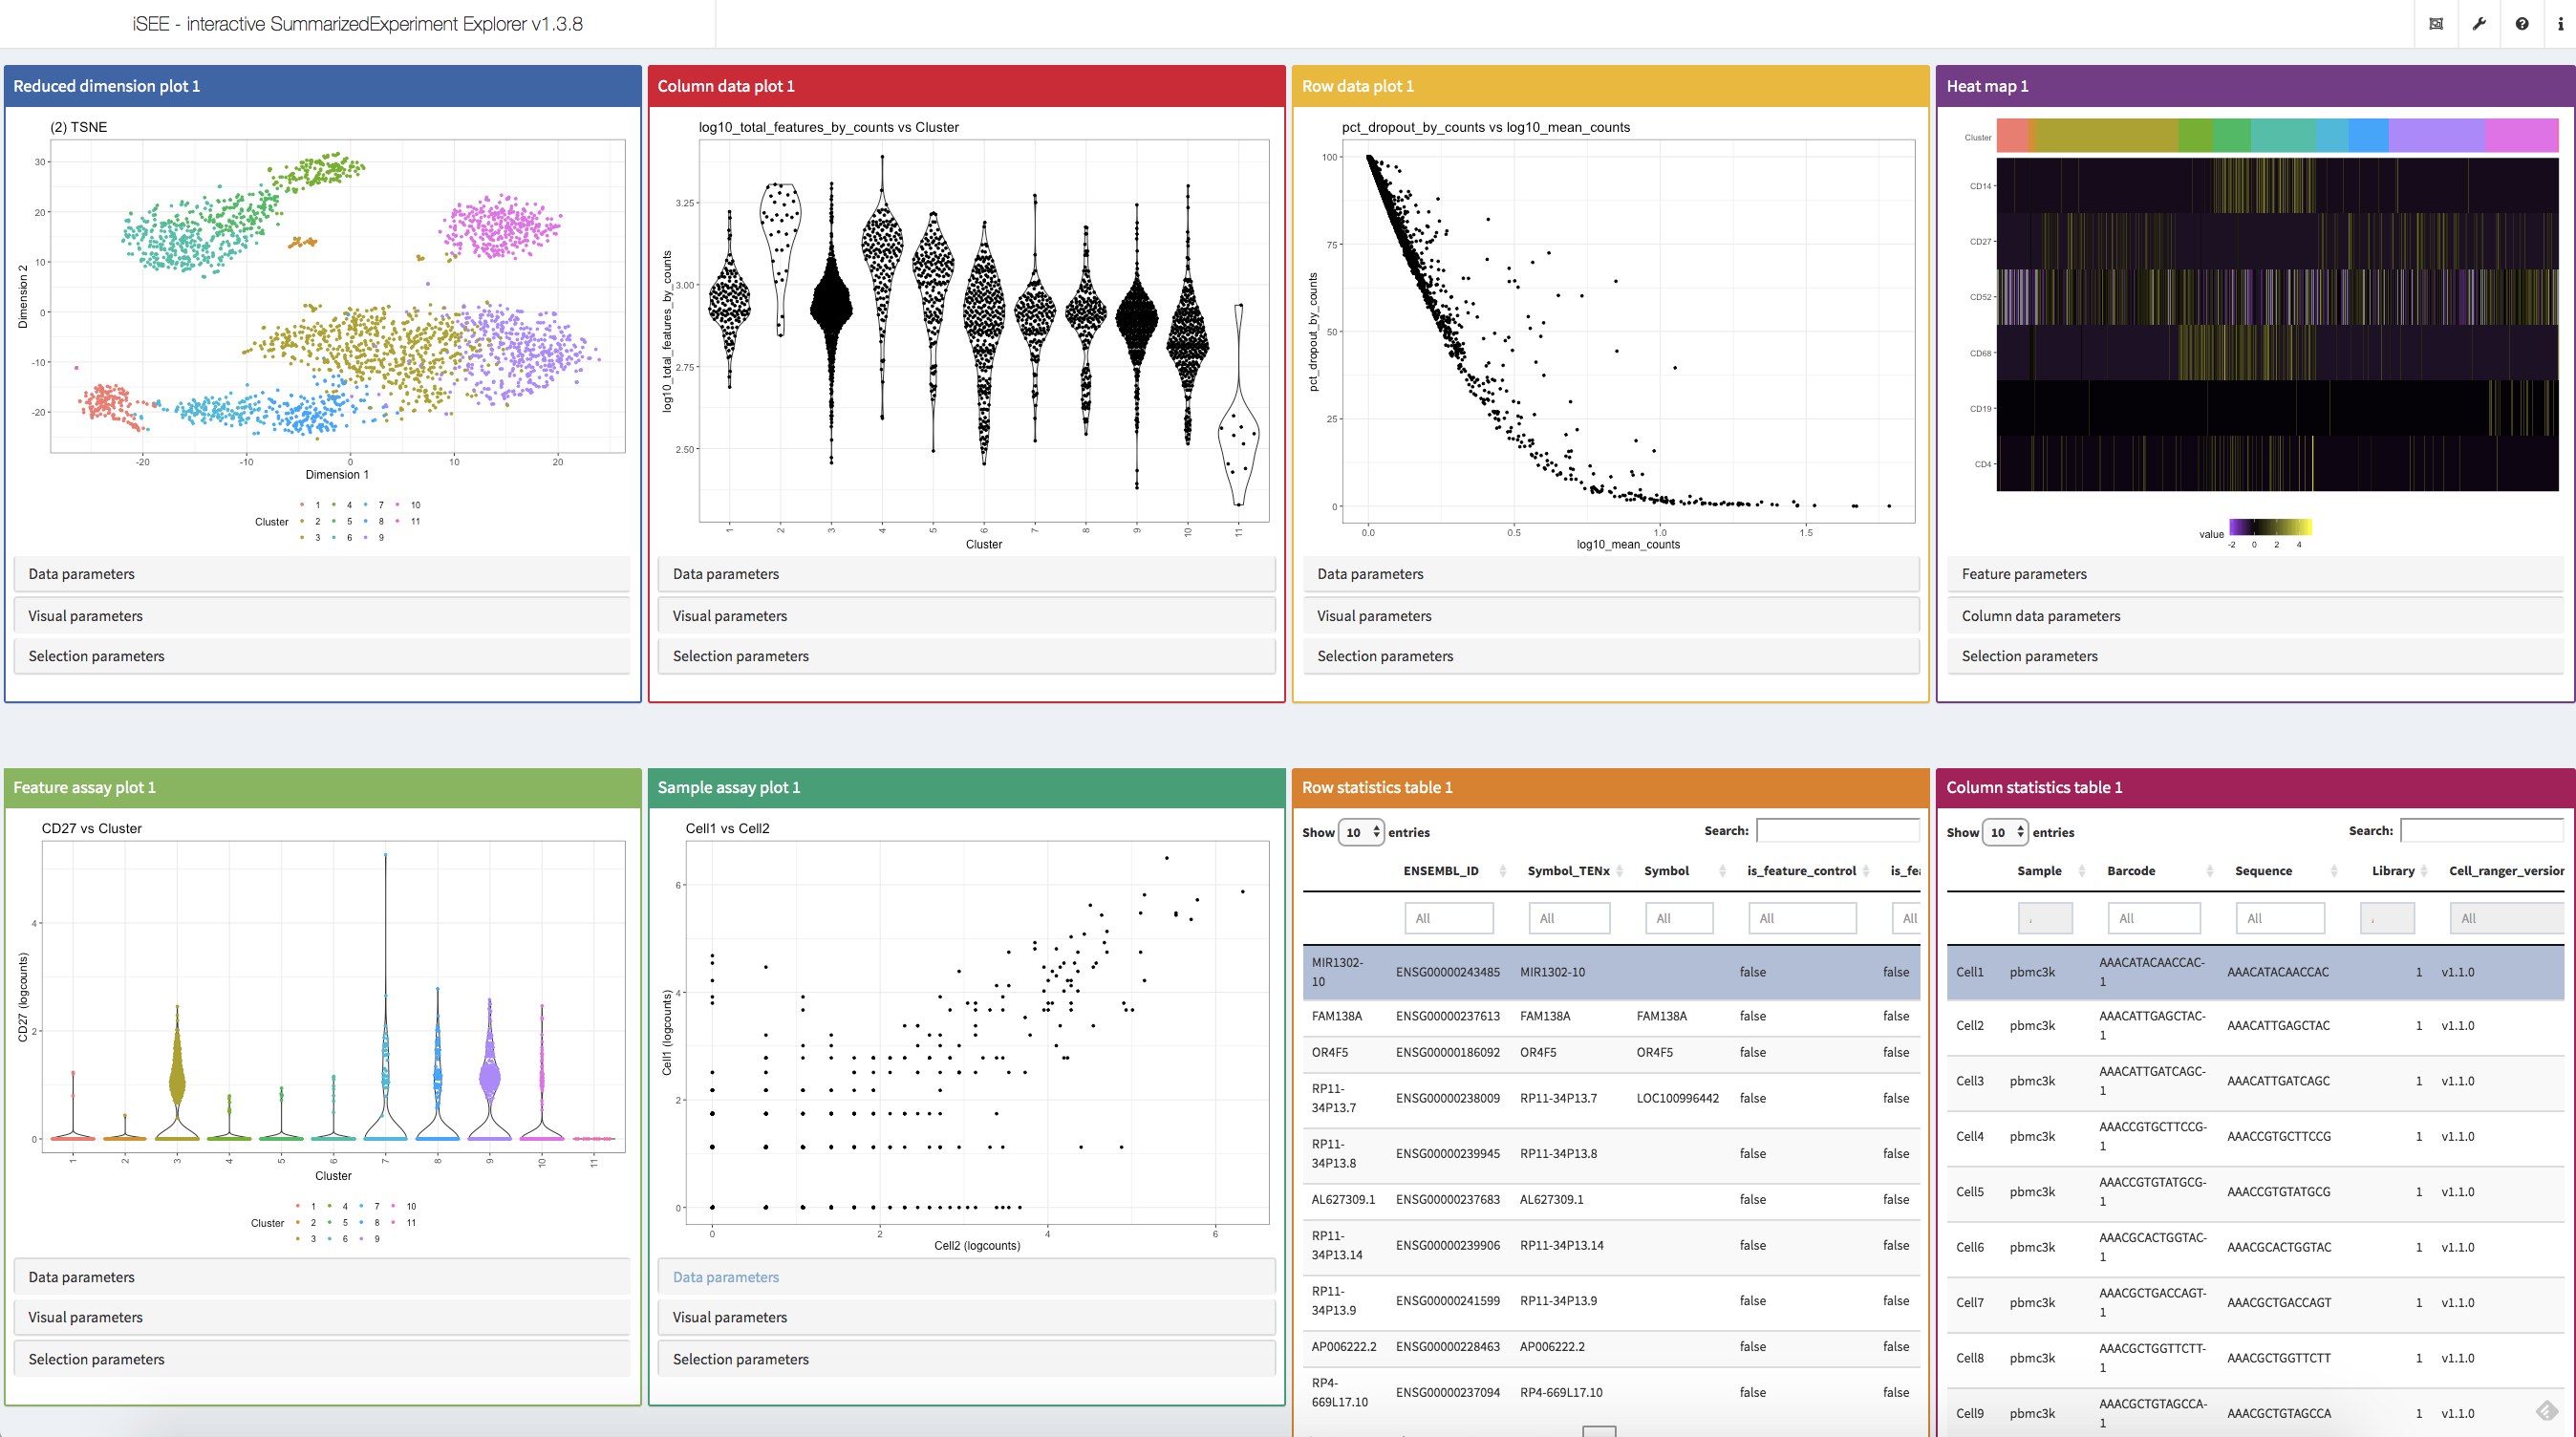 iSEE - interactive SummarizedExperiment Explorer v1.3.8
Reduced dimension plot 1
(2) TSNE
Dimension 2
30
20
10
0
-10
-20
-20 -10 0 10 20
Dimension 1
Cluster
1 4 7 10
2 5 8 11
3 6 9
Data parameters
Visual parameters
Selection parameters
Column data plot 1
log10_total_features_by_counts vs Cluster
log10_total_features_by_counts
3.25
3.00
2.75
2.50
1 2 3 4 5 6 7 8 9 10 11
Cluster
Data parameters
Visual parameters
Selection parameters
Row data plot 1
pct_dropout_by_counts vs log10_mean_counts
pct_dropout_by_counts
100
75
50
25
0
0.0 0.5 1.0 1.5
log10_mean_counts
Data parameters
Visual parameters
Selection parameters
Heat map 1
Cluster
CD14
CD27
CD52
CD68
CD19
CD4
value
-2 0 2 4
Feature parameters
Column data parameters
Selection parameters
Feature assay plot 1
CD27 vs Cluster
CD27 (logcounts)
4
2
0
1 2 3 4 5 6 7 8 9 10 11
Cluster
Cluster
1 4 7 10
2 5 8 11
3 6 9
Data parameters
Visual parameters
Selection parameters
Sample assay plot 1
Cell1 vs Cell2
Cell1 (logcounts)
6
4
2
0
0 2 4 6
Cell2 (logcounts)
Data parameters
Visual parameters
Selection parameters
Row statistics table 1
Show 10 entries Search:
ENSEMBL_ID Symbol_TENx Symbol is_feature_control is_fea
All All All All All
MIR1302-
10 ENSG00000243485 MIR1302-10 false false
FAM138A ENSG00000237613 FAM138A FAM138A false false
OR4F5 ENSG00000186092 OR4F5 OR4F5 false false
RP11-
34P13.7 ENSG00000238009 RP11-34P13.7 LOC100996442 false false
RP11-
34P13.8 ENSG00000239945 RP11-34P13.8 false false
AL627309.1 ENSG00000237683 AL627309.1 false false
RP11-
34P13.14 ENSG00000239906 RP11-34P13.14 false false
RP11-
34P13.9 ENSG00000241599 RP11-34P13.9 false false
AP006222.2 ENSG00000228463 AP006222.2 false false
RP4-
669L17.10 ENSG00000237094 RP4-669L17.10 false false
Column statistics table 1
Show 10 entries Search:
Sample Barcode Sequence Library Cell_ranger_version
All All All
Cell1 pbmc3k AAACATACAACCAC-
1 AAACATACAACCAC 1 v1.1.0
Cell2 pbmc3k AAACATTGAGCTAC-
1 AAACATTGAGCTAC 1 v1.1.0
Cell3 pbmc3k AAACATTGATCAGC-
1 AAACATTGATCAGC 1 v1.1.0
Cell4 pbmc3k AAACCGTGCTTCCG-
1 AAACCGTGCTTCCG 1 v1.1.0
Cell5 pbmc3k AAACCGTGTATGCG-
1 AAACCGTGTATGCG 1 v1.1.0
Cell6 pbmc3k AAACGCACTGGTAC-
1 AAACGCACTGGTAC 1 v1.1.0
Cell7 pbmc3k AAACGCTGACCAGT-
1 AAACGCTGACCAGT 1 v1.1.0
Cell8 pbmc3k AAACGCTGGTTCTT-
1 AAACGCTGGTTCTT 1 v1.1.0
Cell9 pbmc3k AAACGCTGTAGCCA-
1 AAACGCTGTAGCCA 1 v1.1.0